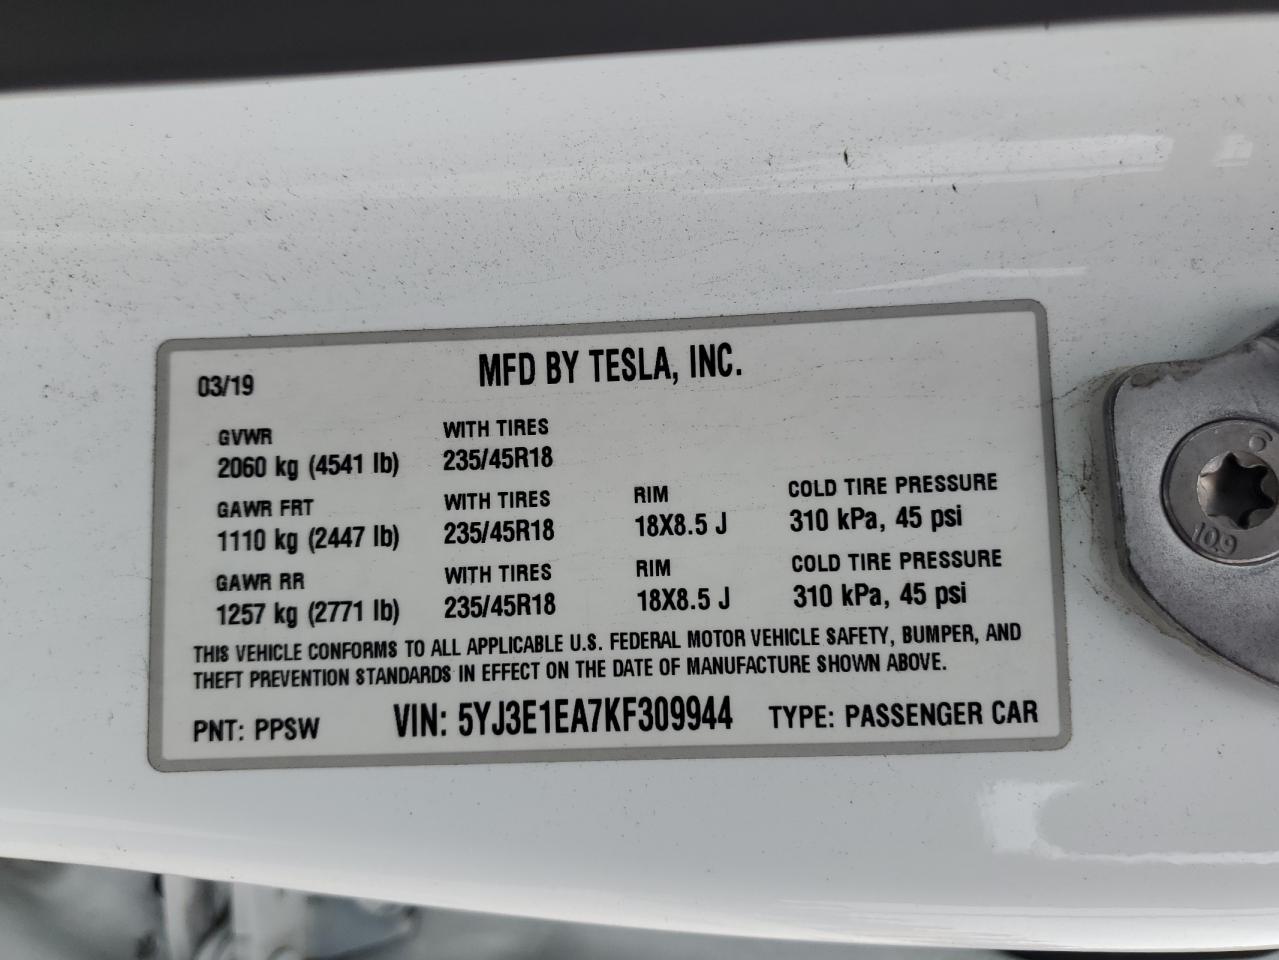 MFD BY TESLA, INC.
03/19
GVWR WITH TIRES
2060 kg (4541 lb) 235/45R18
GAWR FRT WITH TIRES RIM COLD TIRE PRESSURE
1110 kg (2447 lb) 235/45R18 18X8.5 J 310 kPa, 45 psi
GAWR RR WITH TIRES RIM COLD TIRE PRESSURE
1257 kg (2771 lb) 235/45R18 18X8.5 J 310 kPa, 45 psi
THIS VEHICLE CONFORMS TO ALL APPLICABLE U.S. FEDERAL MOTOR VEHICLE SAFETY, BUMPER, AND
THEFT PREVENTION STANDARDS IN EFFECT ON THE DATE OF MANUFACTURE SHOWN ABOVE.
PNT: PPSW VIN: 5YJ3E1EA7KF309944 TYPE: PASSENGER CAR
10.9